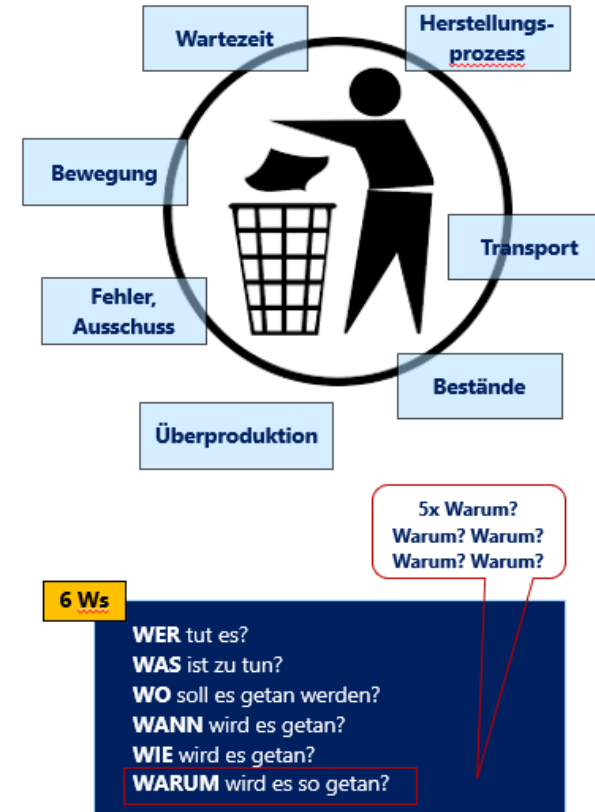 Wartezeit
Herstellungs-
prozess
Bewegung
Transport
Fehler,
Ausschuss
Bestände
Überproduktion
5x Warum?
Warum? Warum?
Warum? Warum?
6 Ws
WER tut es?
WAS ist zu tun?
WO soll es getan werden?
WANN wird es getan?
WIE wird es getan?
WARUM wird es so getan?